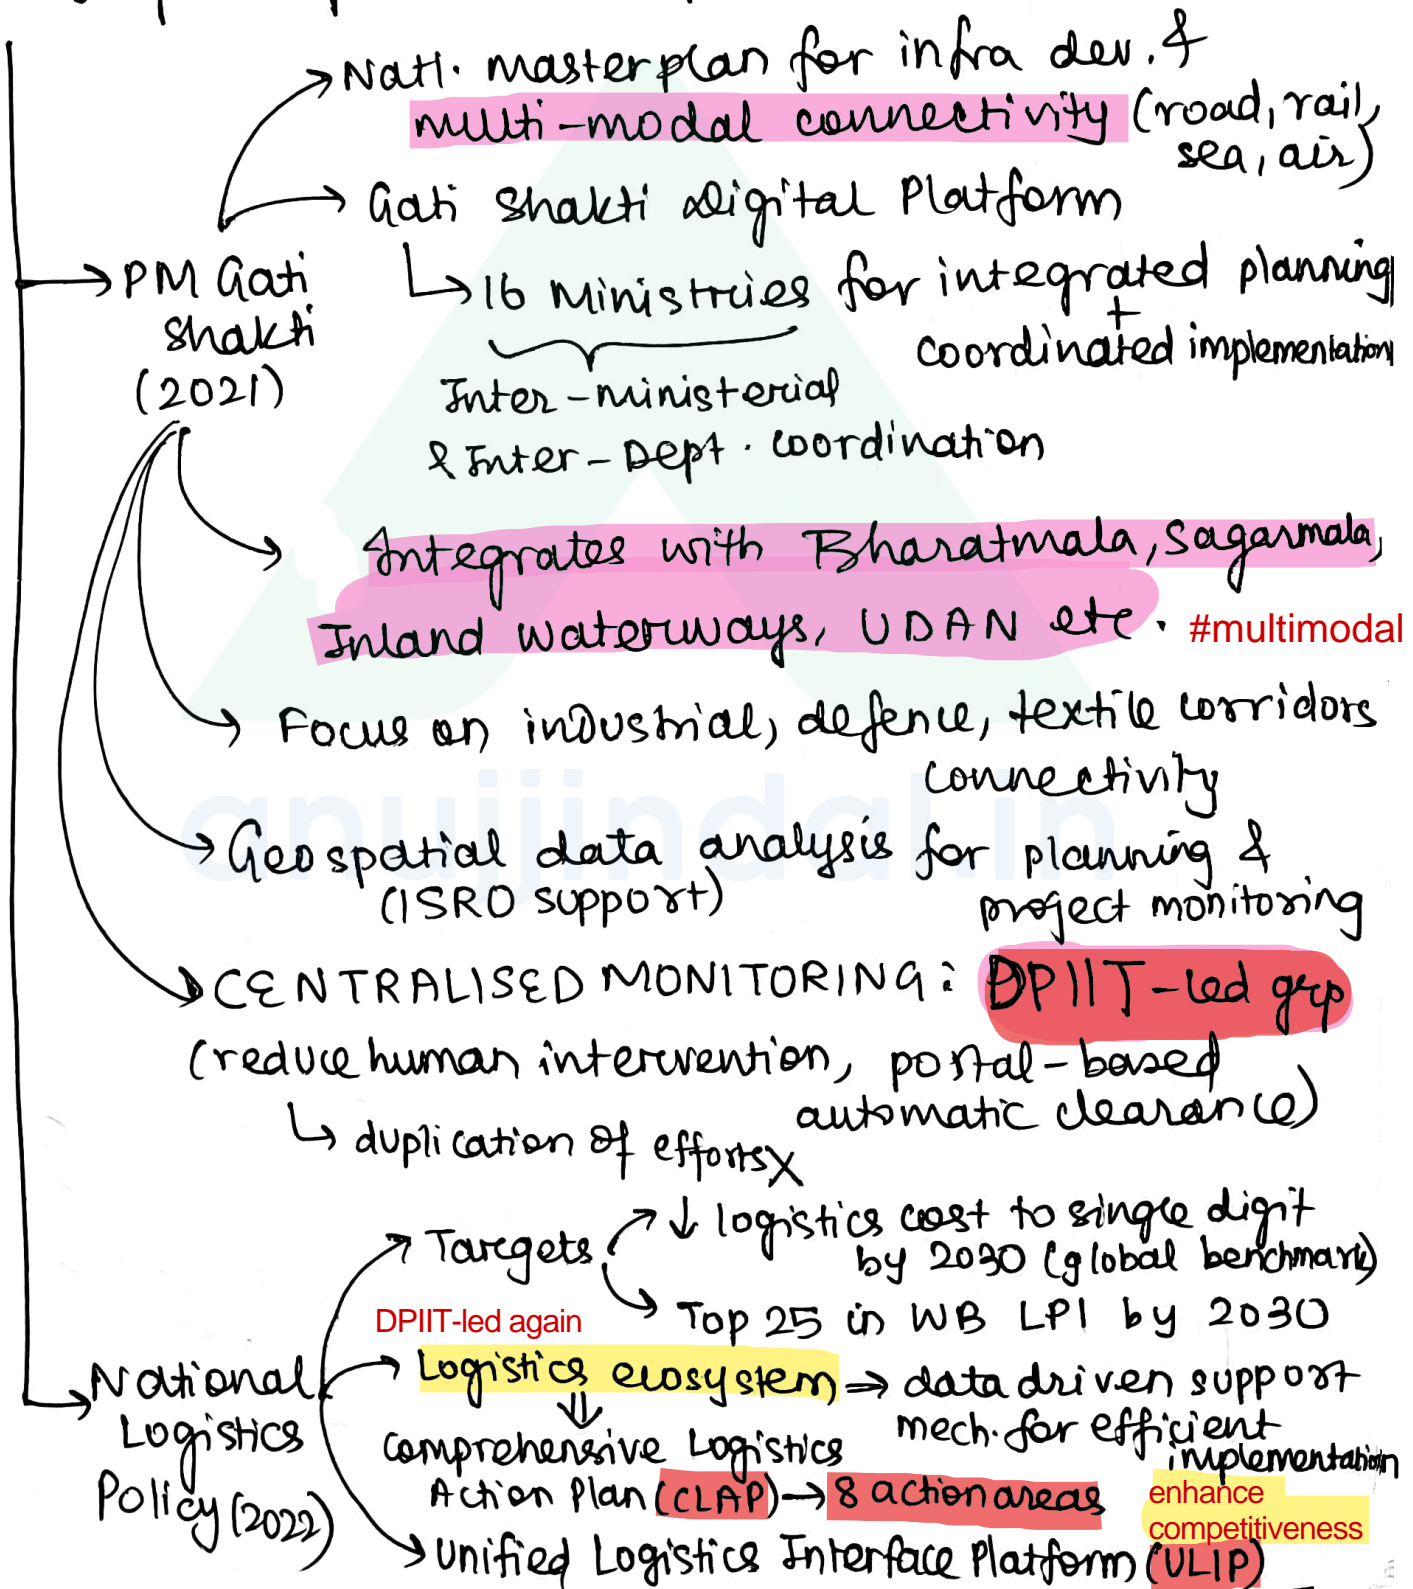 Natl. masterplan for infra dev. &
multi-modal connectivity (road, rail,
sea, air)
Gati Shakti Digital Platform
PM Gati
Shakti
(2021)
16 Ministries for integrated planning
+
coordinated implementation
Inter-ministerial
& Inter-Dept. coordination
Integrates with Bharatmala, Sagarmala,
Inland waterways, UDAN etc. #multimodal
Focus on industrial, defence, textile corridors
connectivity
anujjindal.in
Geospatial data analysis for planning &
(ISRO support) project monitoring
CENTRALISED MONITORING: DPIIT-led grp
(reduce human intervention, portal-based
automatic clearance)
duplication of efforts X
Targets ↓ logistics cost to single digit
by 2030 (global benchmark)
Top 25 in WB LPI by 2030
DPIIT-led again
National
Logistics
Policy (2022)
Logistics ecosystem ⇒ data driven support
mech. for efficient
implementation
Comprehensive Logistics
Action Plan (CLAP) → 8 action areas
enhance
competitiveness
Unified Logistics Interface Platform (ULIP)